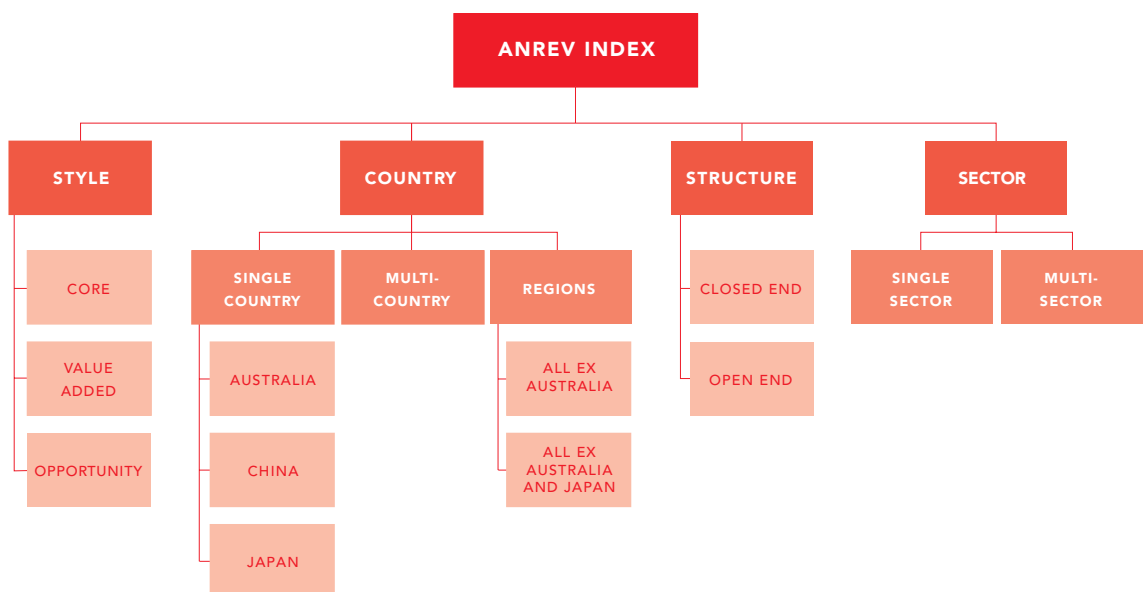 ANREV INDEX
STYLE
COUNTRY
STRUCTURE
SECTOR
CORE
VALUE
ADDED
OPPORTUNITY
SINGLE
COUNTRY
MULTI-
COUNTRY
REGIONS
AUSTRALIA
CHINA
JAPAN
ALL EX
AUSTRALIA
ALL EX
AUSTRALIA
AND JAPAN
CLOSED END
OPEN END
SINGLE
SECTOR
MULTI-
SECTOR